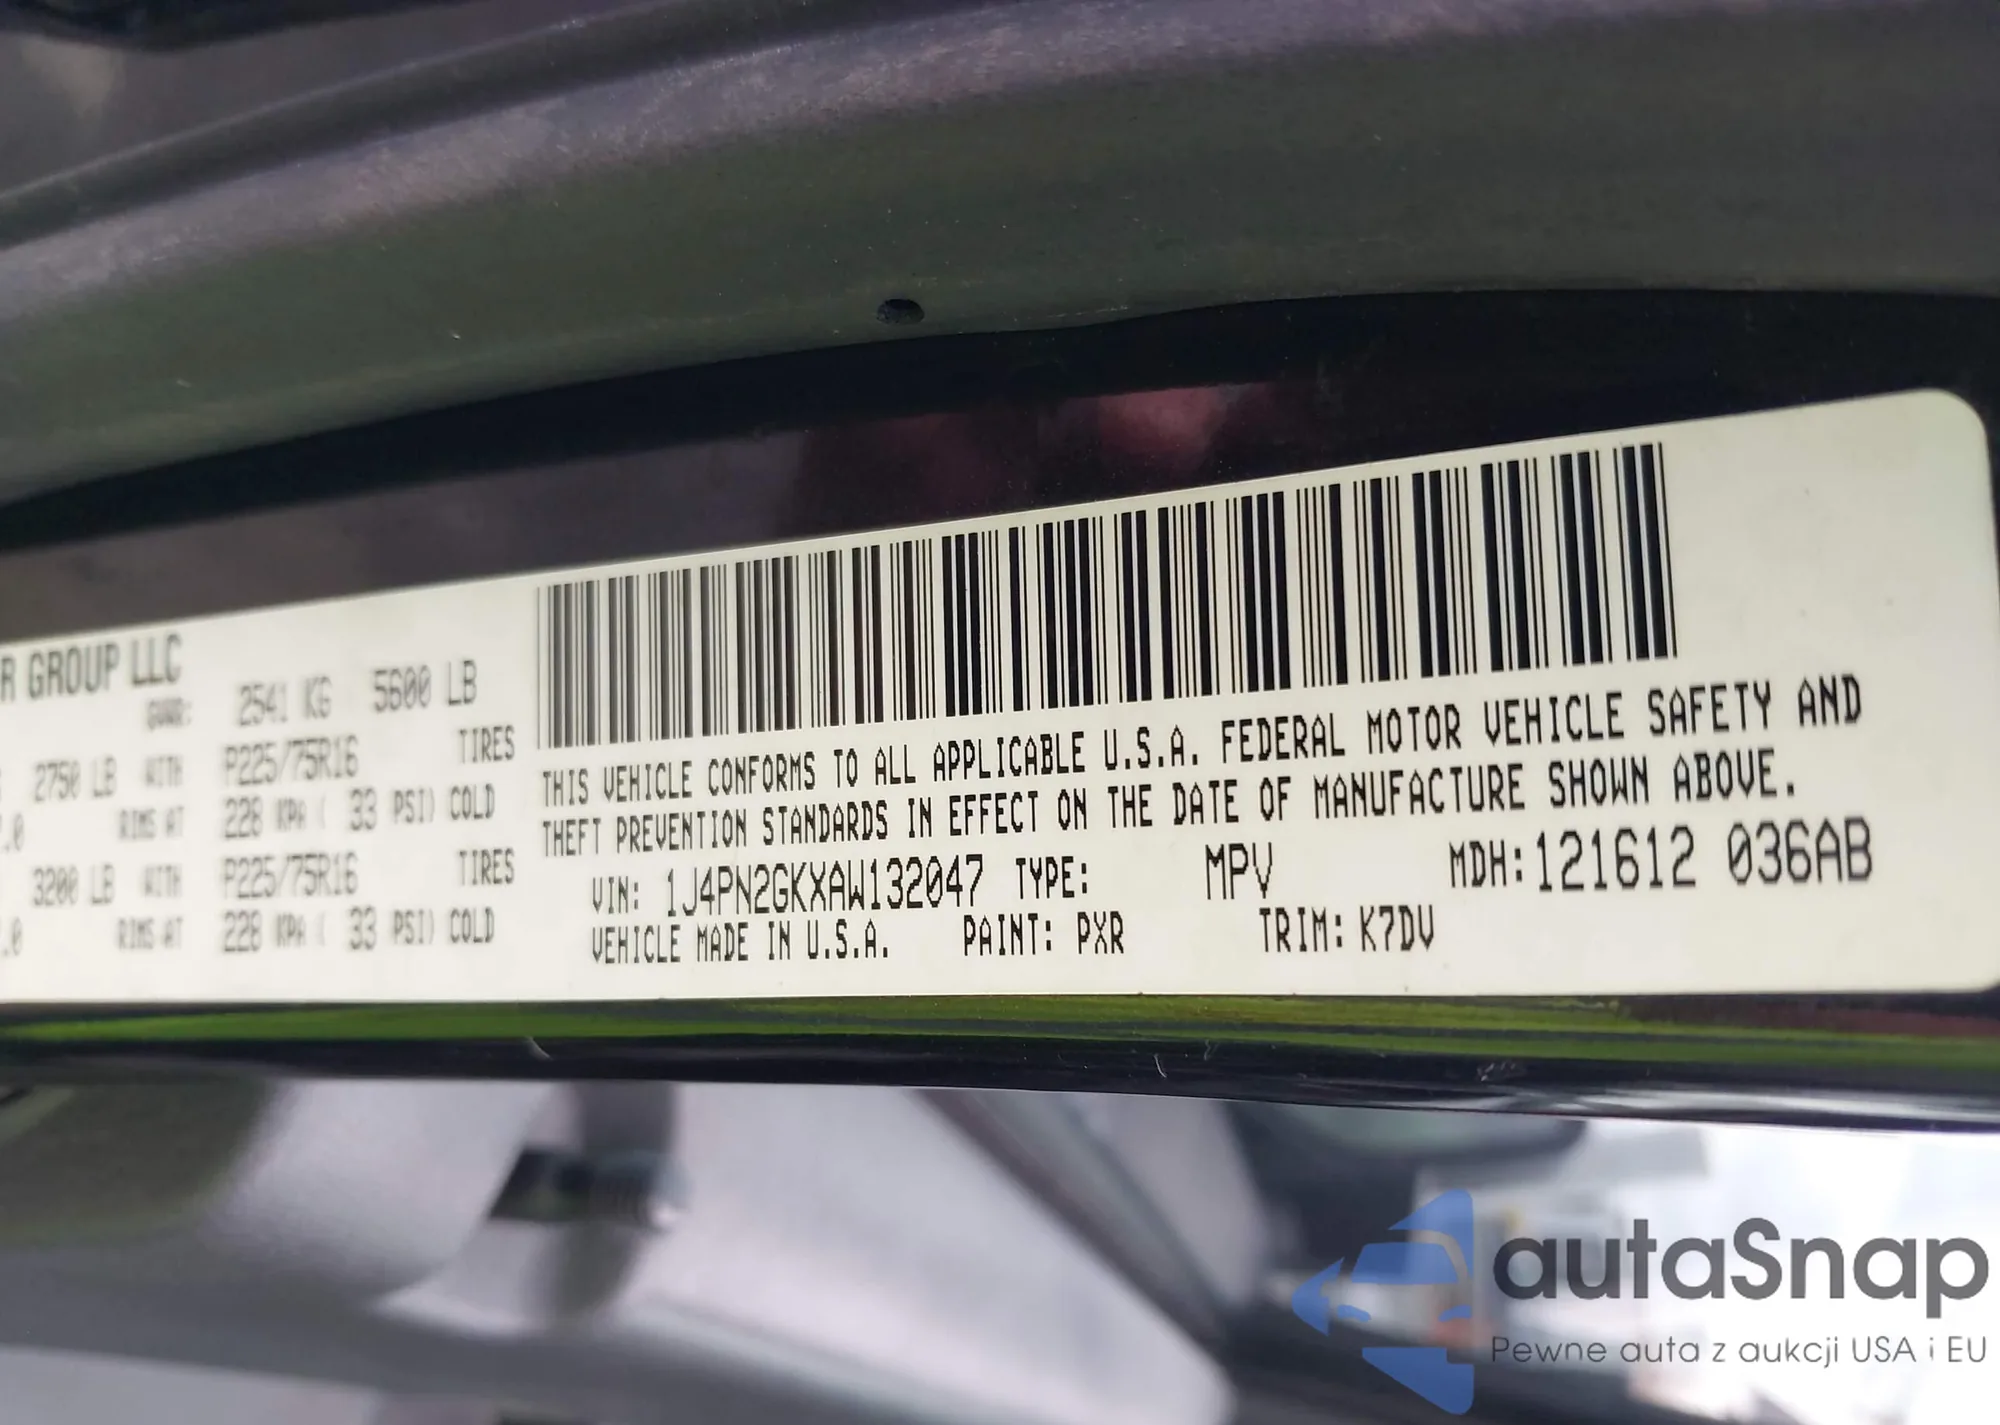 R GROUP LLC
GVWR: 2541 KG 5600 LB
2750 LB WITH P225/75R16 TIRES
7.0 RIMS AT 228 KPA ( 33 PSI) COLD
3200 LB WITH P225/75R16 TIRES
7.0 RIMS AT 228 KPA ( 33 PSI) COLD
THIS VEHICLE CONFORMS TO ALL APPLICABLE U.S.A. FEDERAL MOTOR VEHICLE SAFETY AND
THEFT PREVENTION STANDARDS IN EFFECT ON THE DATE OF MANUFACTURE SHOWN ABOVE.
VIN: 1J4PN2GKXAW132047 TYPE: MPV MDH: 121612 036AB
VEHICLE MADE IN U.S.A. PAINT: PXR TRIM: K7DV
autaSnap
Pewne auta z aukcji USA i EU